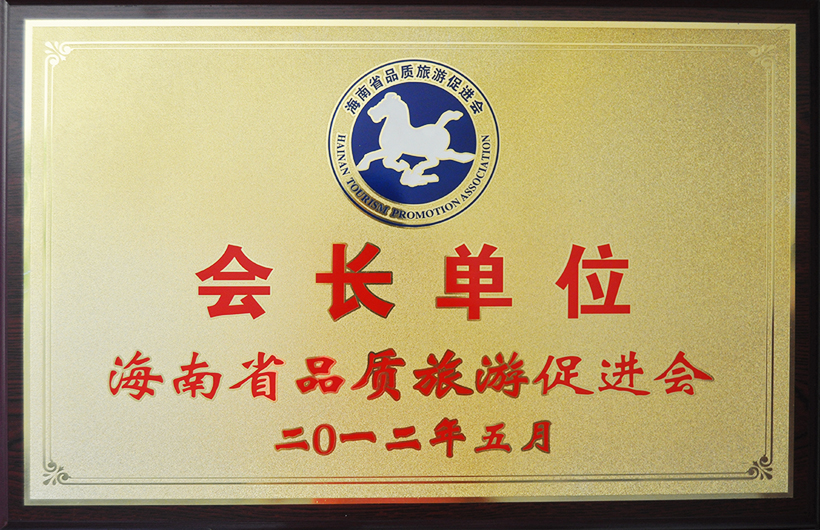 海南省品质旅游促进会
HAINAN TOURISM PROMOTION ASSOCIATION
会长单位
海南省品质旅游促进会
二0一二年五月